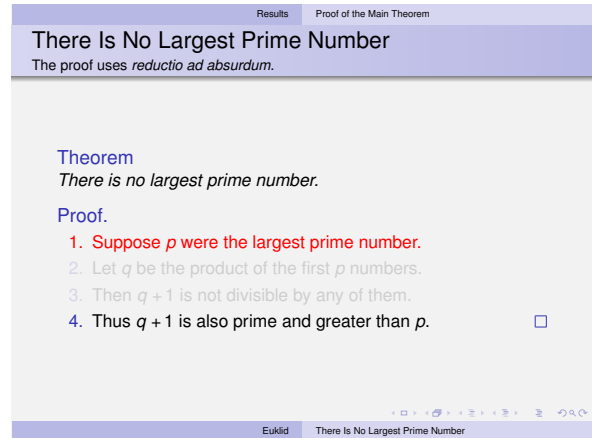 Results Proof of the Main Theorem
There Is No Largest Prime Number
The proof uses reductio ad absurdum.
Theorem
There is no largest prime number.
Proof.
1. Suppose p were the largest prime number.
2. Let q be the product of the first p numbers.
3. Then q + 1 is not divisible by any of them.
4. Thus q + 1 is also prime and greater than p.
Euklid There Is No Largest Prime Number